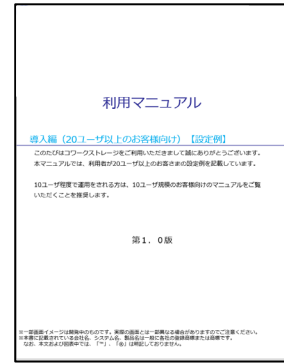 利用マニュアル
導入編（20ユーザ以上のお客様向け）【設定例】
このたびはコワークストレージをご利用いただきまして誠にありがとうございます。
本マニュアルでは、利用者が20ユーザ以上のお客さまの設定例を記載しています。
10ユーザ程度で運用をされる方は、10ユーザ規模のお客様向けのマニュアルをご覧
いただくことを推奨します。
第１．０版
※一部画面イメージは開発中のものです。実際の画面とは一部異なる場合がありますのでご注意ください。
※本書に記載されている会社名、システム名、製品名は一般に各社の登録商標または商標です。
なお、本文および図表中では、「™」、「®」は明記しておりません。